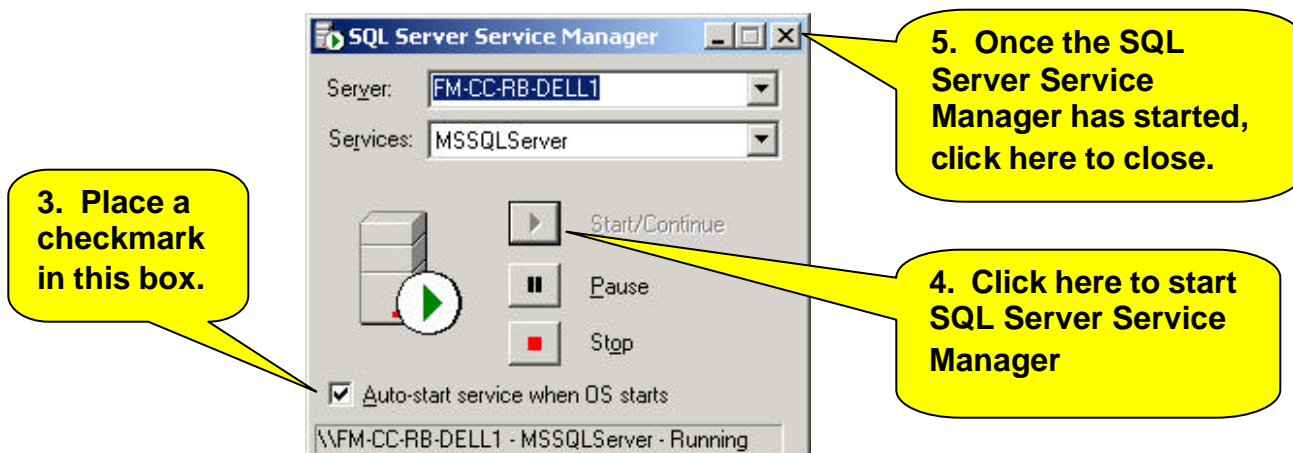 SQL Server Service Manager
Server: FM-CC-RB-DELL1
Services: MSSQLServer
Start/Continue
Pause
Stop
Auto-start service when OS starts
\\FM-CC-RB-DELL1 - MSSQLServer - Running
3. Place a
checkmark
in this box.
4. Click here to start
SQL Server Service
Manager
5. Once the SQL
Server Service
Manager has started,
click here to close.